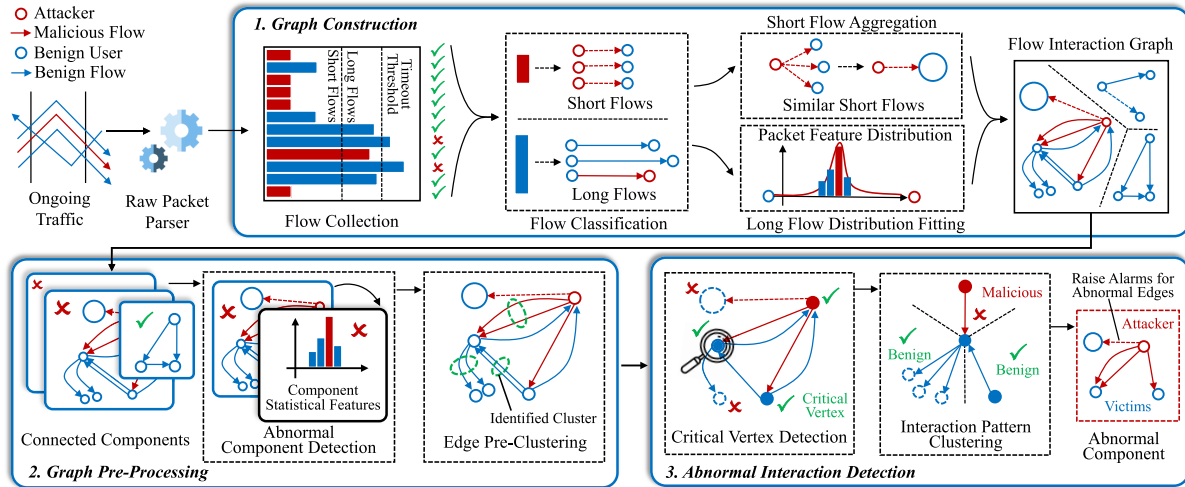 Attacker
Malicious Flow
Benign User
Benign Flow
Ongoing
Traffic
Raw Packet
Parser
1. Graph Construction
Short Flows
Long Flows
Timeout
Threshold
Flow Collection
Short Flows
Long Flows
Flow Classification
Short Flow Aggregation
Similar Short Flows
Packet Feature Distribution
Long Flow Distribution Fitting
Flow Interaction Graph
Connected Components
Component
Statistical Features
Abnormal
Component Detection
Identified Cluster
Edge Pre-Clustering
2. Graph Pre-Processing
Critical
Vertex
Critical Vertex Detection
Malicious
Benign
Benign
Interaction Pattern
Clustering
Raise Alarms for
Abnormal Edges
Attacker
Victims
Abnormal
Component
3. Abnormal Interaction Detection